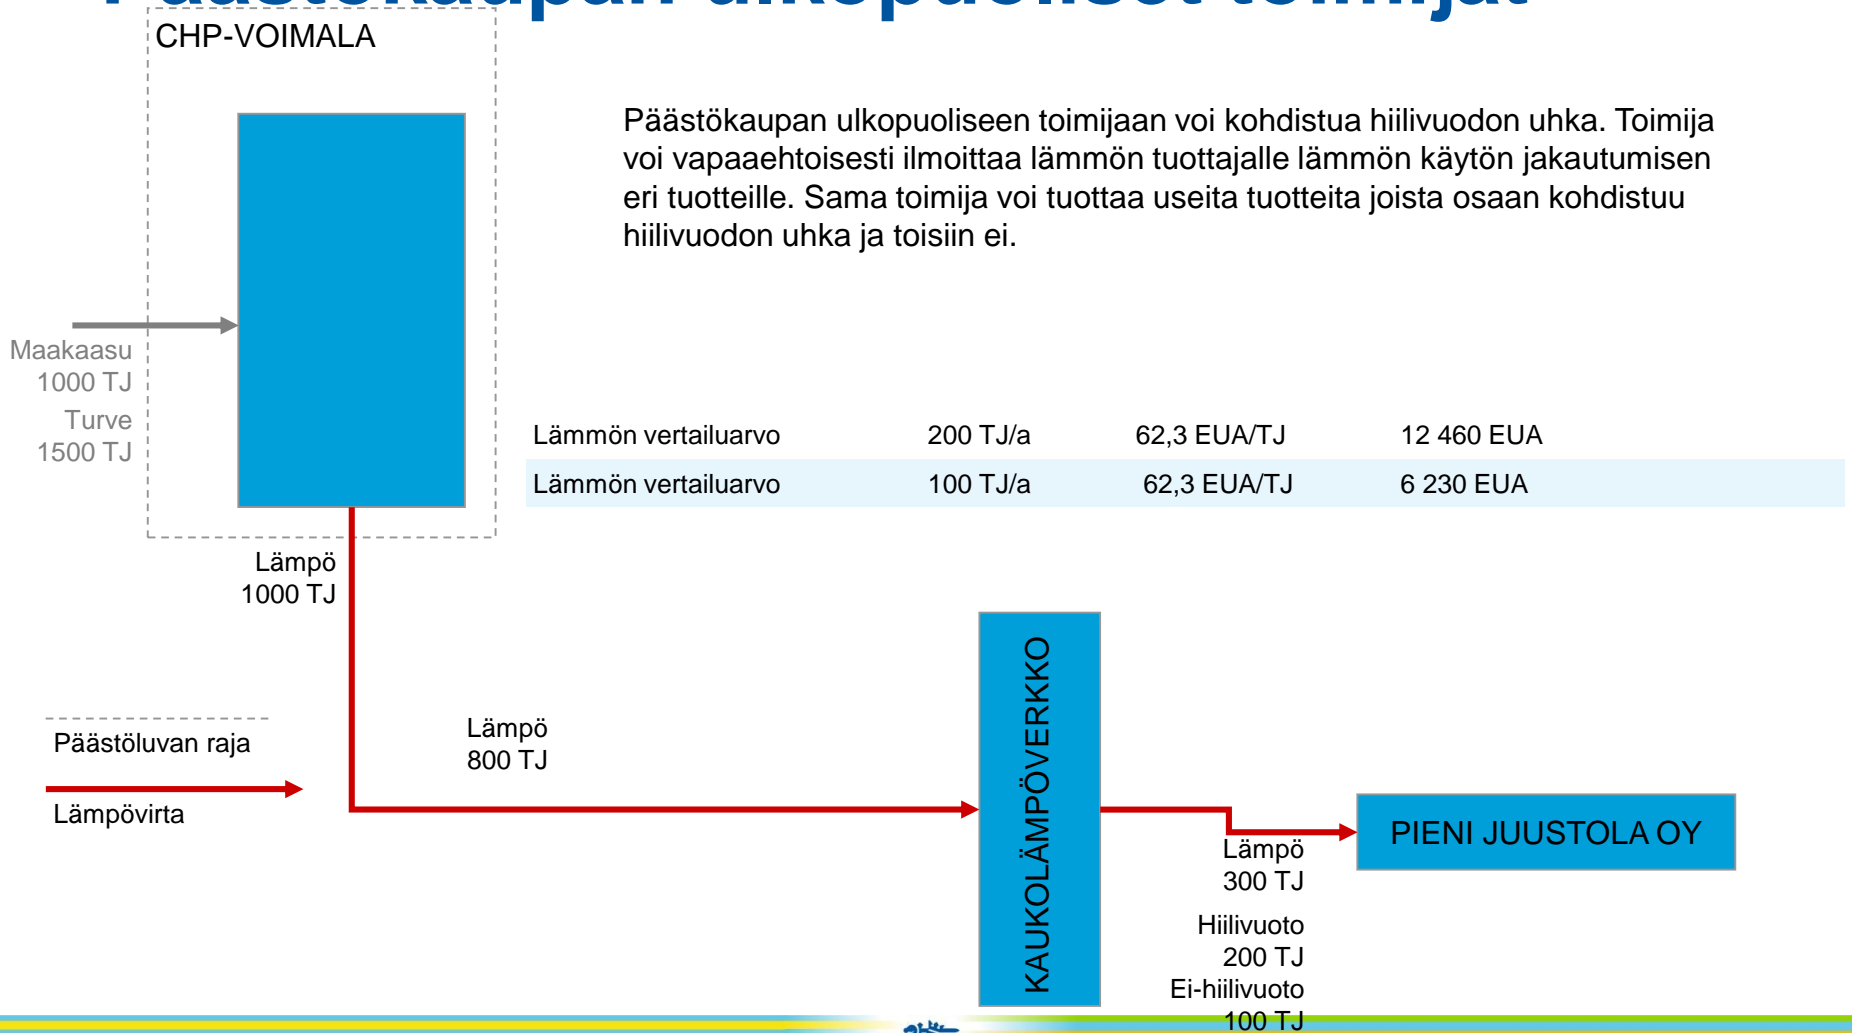 Päästökaupan ulkopuoliset toimijat
CHP-VOIMALA
Päästökaupan ulkopuoliseen toimijaan voi kohdistua hiilivuodon uhka. Toimija
voi vapaaehtoisesti ilmoittaa lämmön tuottajalle lämmön käytön jakautumisen
eri tuotteille. Sama toimija voi tuottaa useita tuotteita joista osaan kohdistuu
hiilivuodon uhka ja toisiin ei.
Maakaasu
1000 TJ
Turve
1500 TJ
Lämmön vertailuarvo 200 TJ/a 62,3 EUA/TJ 12 460 EUA
Lämmön vertailuarvo 100 TJ/a 62,3 EUA/TJ 6 230 EUA
Lämpö
1000 TJ
Lämpö
800 TJ
Päästöluvan raja
Lämpövirta
KAUKOLÄMPÖVERKKO
PIENI JUUSTOLA OY
Lämpö
300 TJ
Hiilivuoto
200 TJ
Ei-hiilivuoto
100 TJ